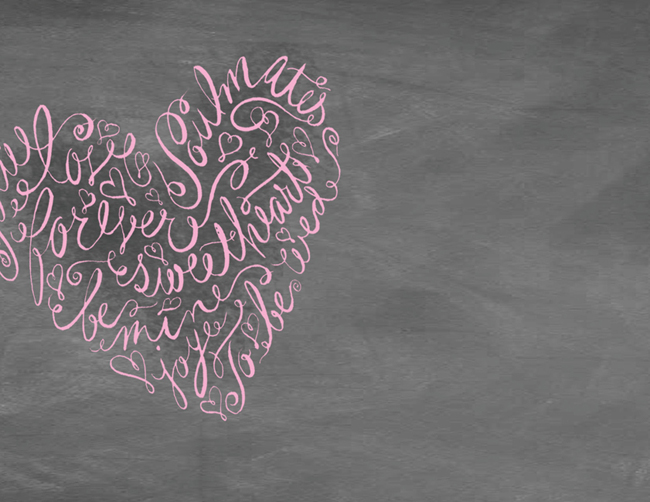 love
Soulmates
forever
sweethearts
be mine
joy
To be wed